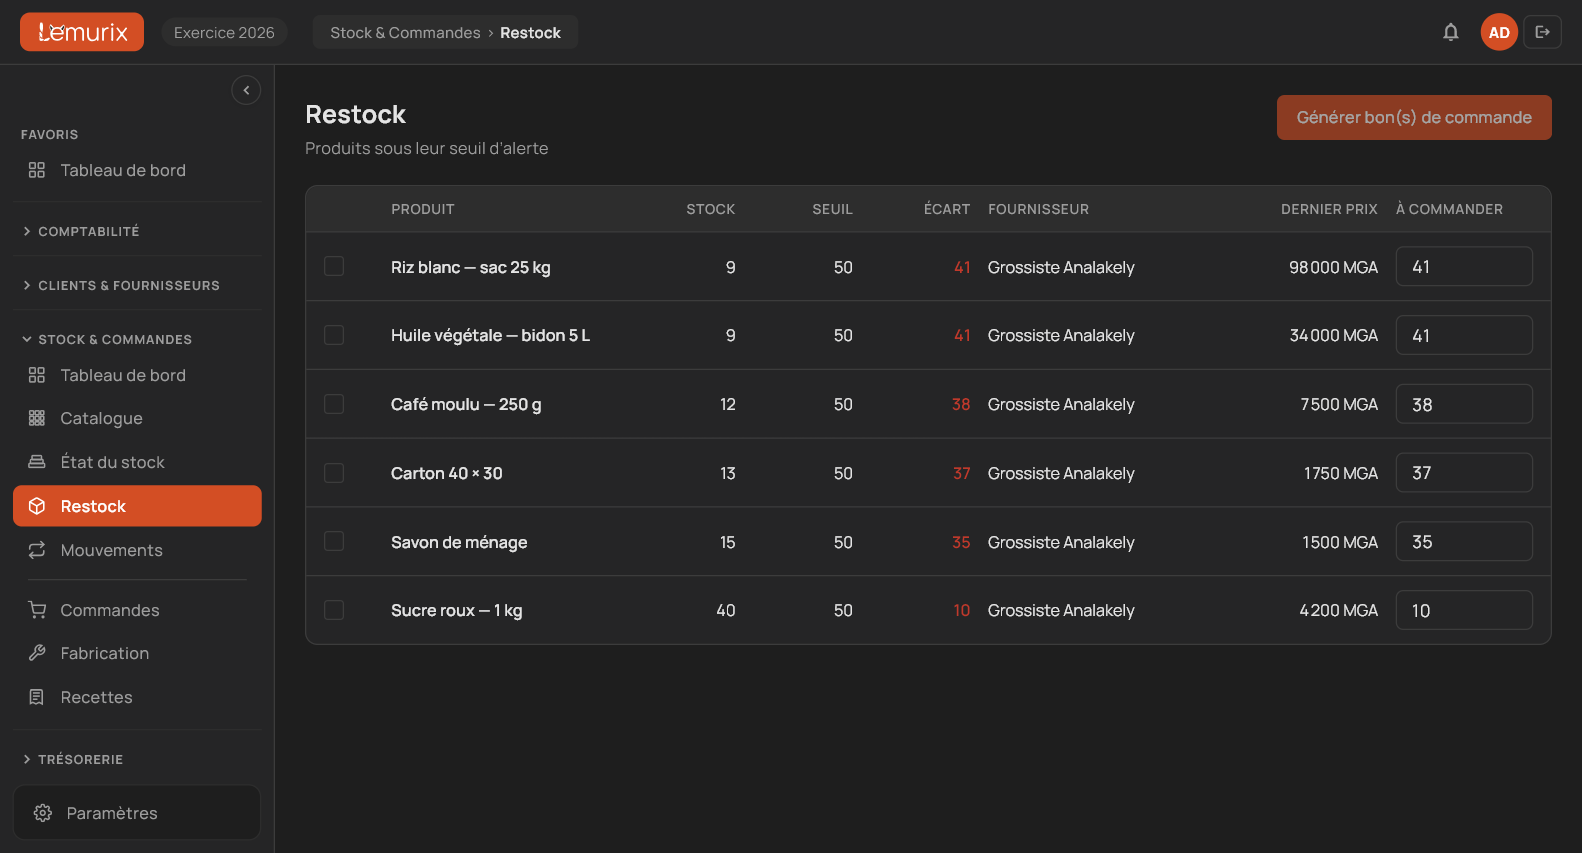 Lemurix
Exercice 2026
Stock & Commandes › Restock
AD
FAVORIS
Tableau de bord
COMPTABILITÉ
CLIENTS & FOURNISSEURS
STOCK & COMMANDES
Tableau de bord
Catalogue
État du stock
Restock
Mouvements
Commandes
Fabrication
Recettes
TRÉSORERIE
Paramètres
Restock
Produits sous leur seuil d’alerte
Générer bon(s) de commande
PRODUIT STOCK SEUIL ÉCART FOURNISSEUR DERNIER PRIX À COMMANDER
Riz blanc — sac 25 kg 9 50 41 Grossiste Analakely 98 000 MGA 41
Huile végétale — bidon 5 L 9 50 41 Grossiste Analakely 34 000 MGA 41
Café moulu — 250 g 12 50 38 Grossiste Analakely 7 500 MGA 38
Carton 40 × 30 13 50 37 Grossiste Analakely 1 750 MGA 37
Savon de ménage 15 50 35 Grossiste Analakely 1 500 MGA 35
Sucre roux — 1 kg 40 50 10 Grossiste Analakely 4 200 MGA 10